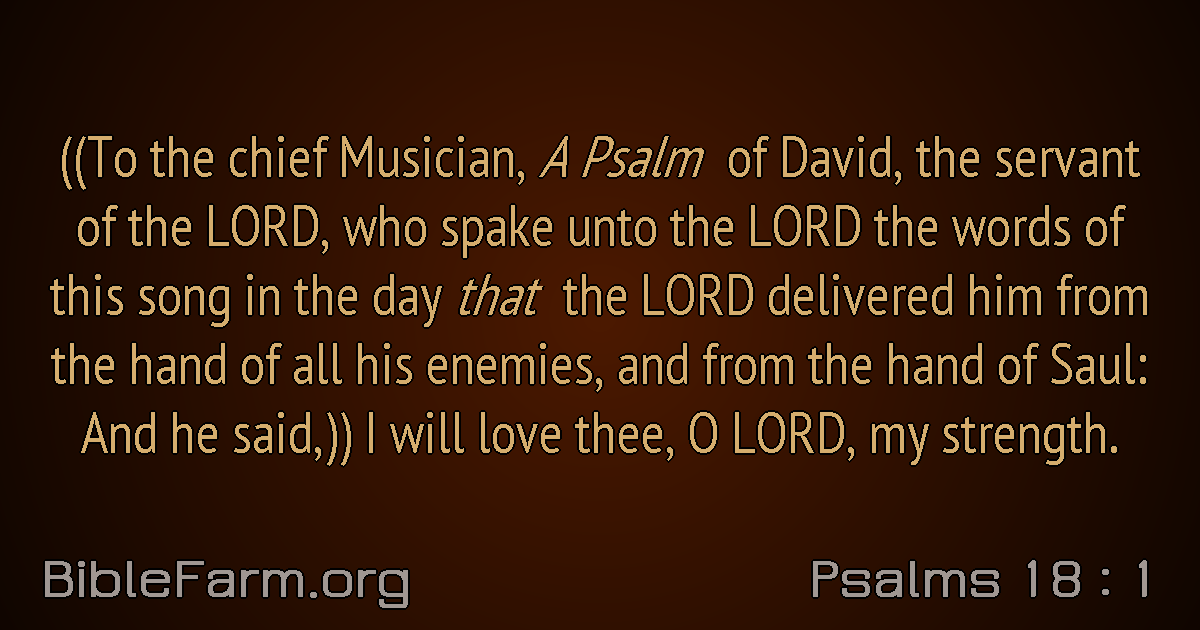 ((To the chief Musician, A Psalm of David, the servant
of the LORD, who spake unto the LORD the words of
this song in the day that the LORD delivered him from
the hand of all his enemies, and from the hand of Saul:
And he said,)) I will love thee, O LORD, my strength.
BibleFarm.org
Psalms 18 : 1